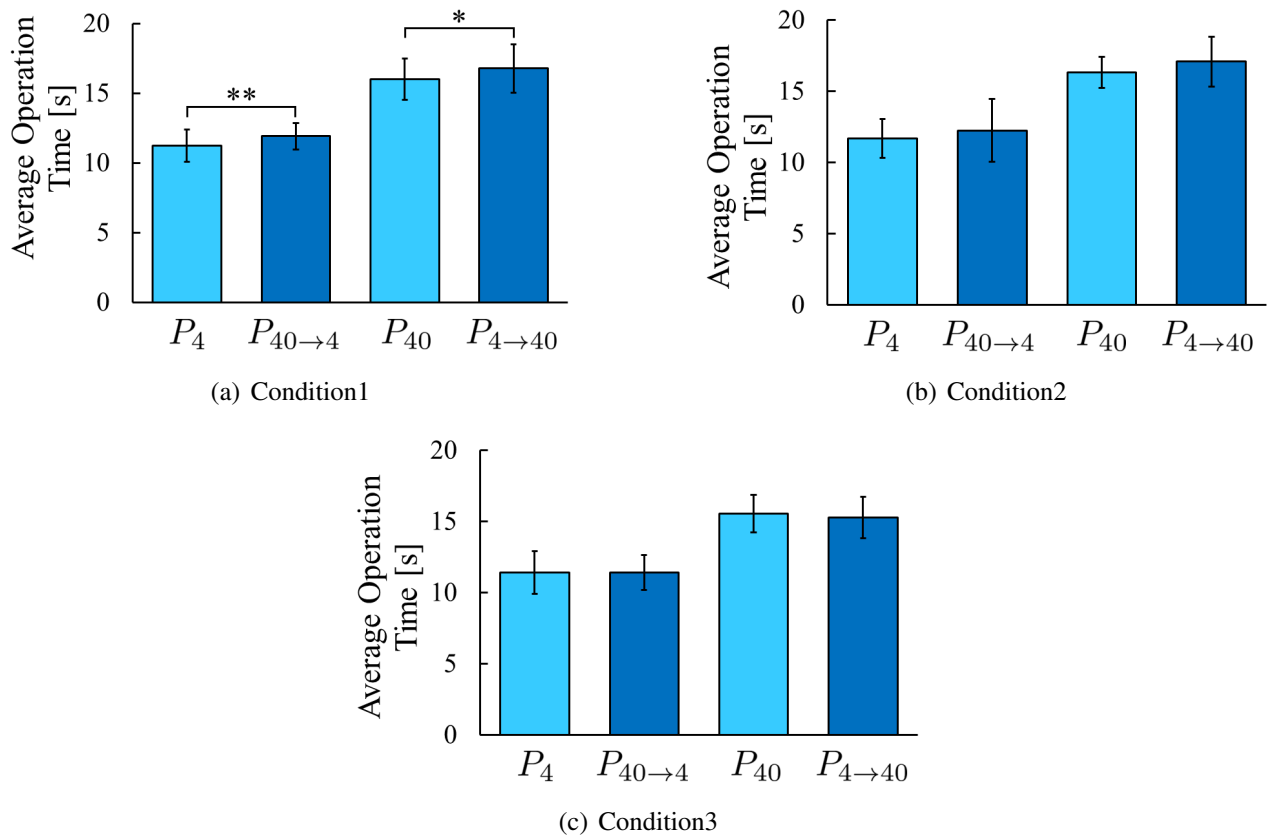 Average Operation
Time [s]
20
15
10
5
0
**
*
P4
P40→4
P40
P4→40
(a) Condition1
Average Operation
Time [s]
20
15
10
5
0
P4
P40→4
P40
P4→40
(b) Condition2
Average Operation
Time [s]
20
15
10
5
0
P4
P40→4
P40
P4→40
(c) Condition3